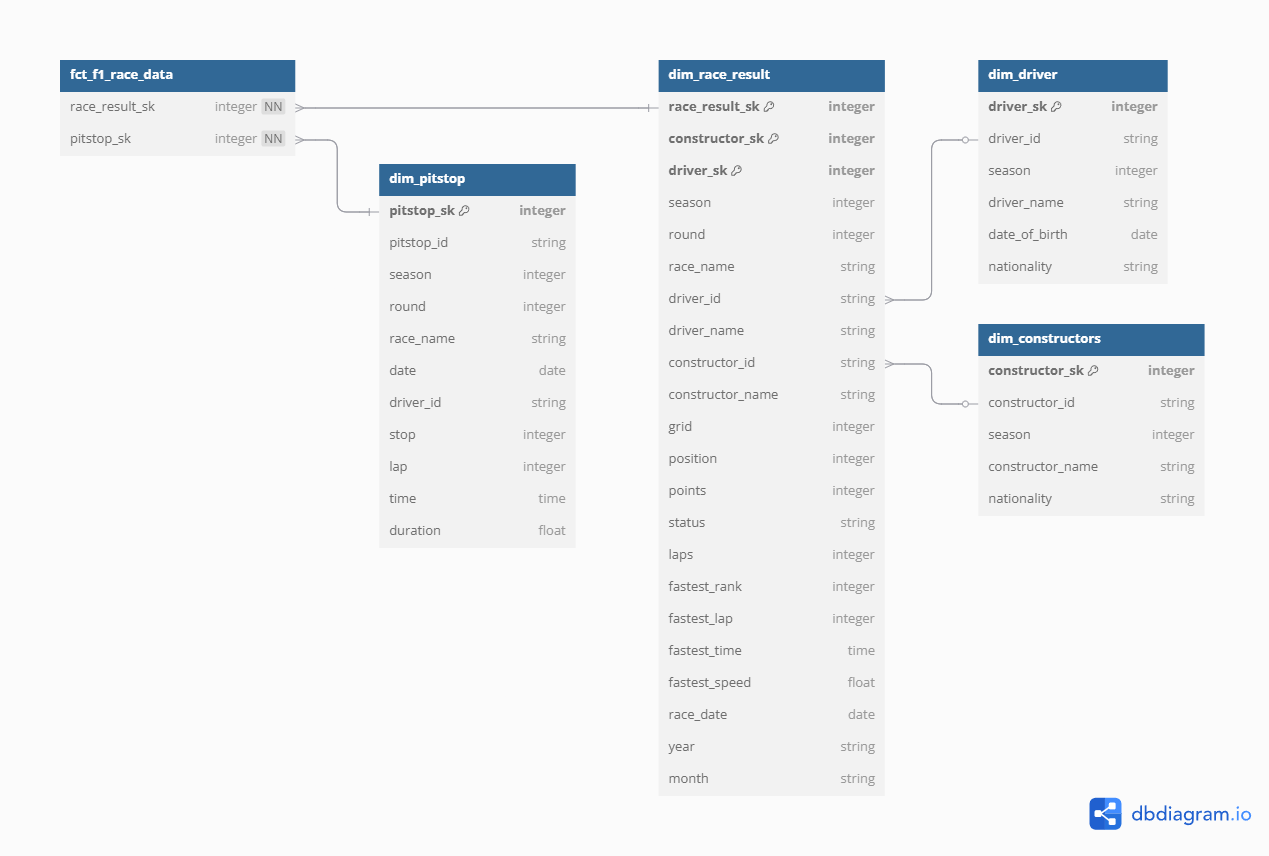 fct_f1_race_data
race_result_sk integer NN
pitstop_sk integer NN
dim_pitstop
pitstop_sk integer
pitstop_id string
season integer
round integer
race_name string
date date
driver_id string
stop integer
lap integer
time time
duration float
dim_race_result
race_result_sk integer
constructor_sk integer
driver_sk integer
season integer
round integer
race_name string
driver_id string
driver_name string
constructor_id string
constructor_name string
grid integer
position integer
points integer
status string
laps integer
fastest_rank integer
fastest_lap integer
fastest_time time
fastest_speed float
race_date date
year string
month string
dim_driver
driver_sk integer
driver_id string
season integer
driver_name string
date_of_birth date
nationality string
dim_constructors
constructor_sk integer
constructor_id string
season integer
constructor_name string
nationality string
dbdiagram.io